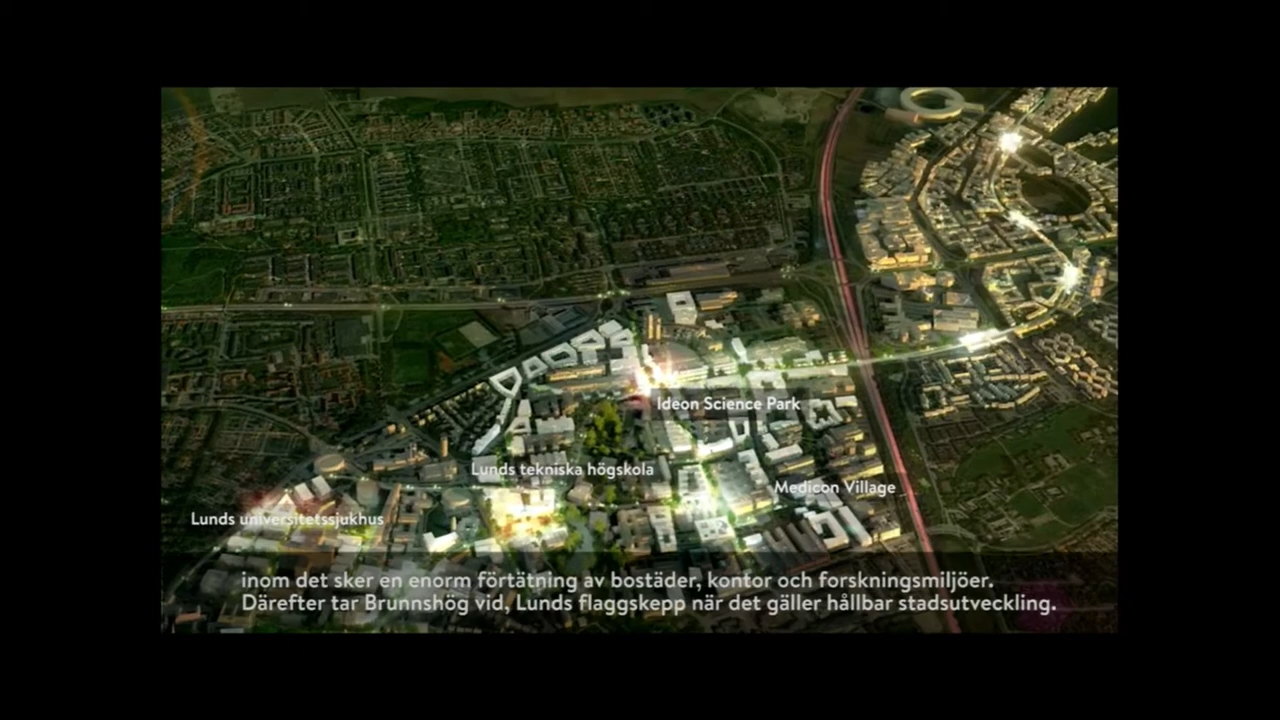 Ideon Science Park
Lunds tekniska högskola
Medicon Village
Lunds universitetssjukhus
inom det sker en enorm förtätning av bostäder, kontor och forskningsmiljöer.
Därefter tar Brunnshög vid, Lunds flaggskepp när det gäller hållbar stadsutveckling.